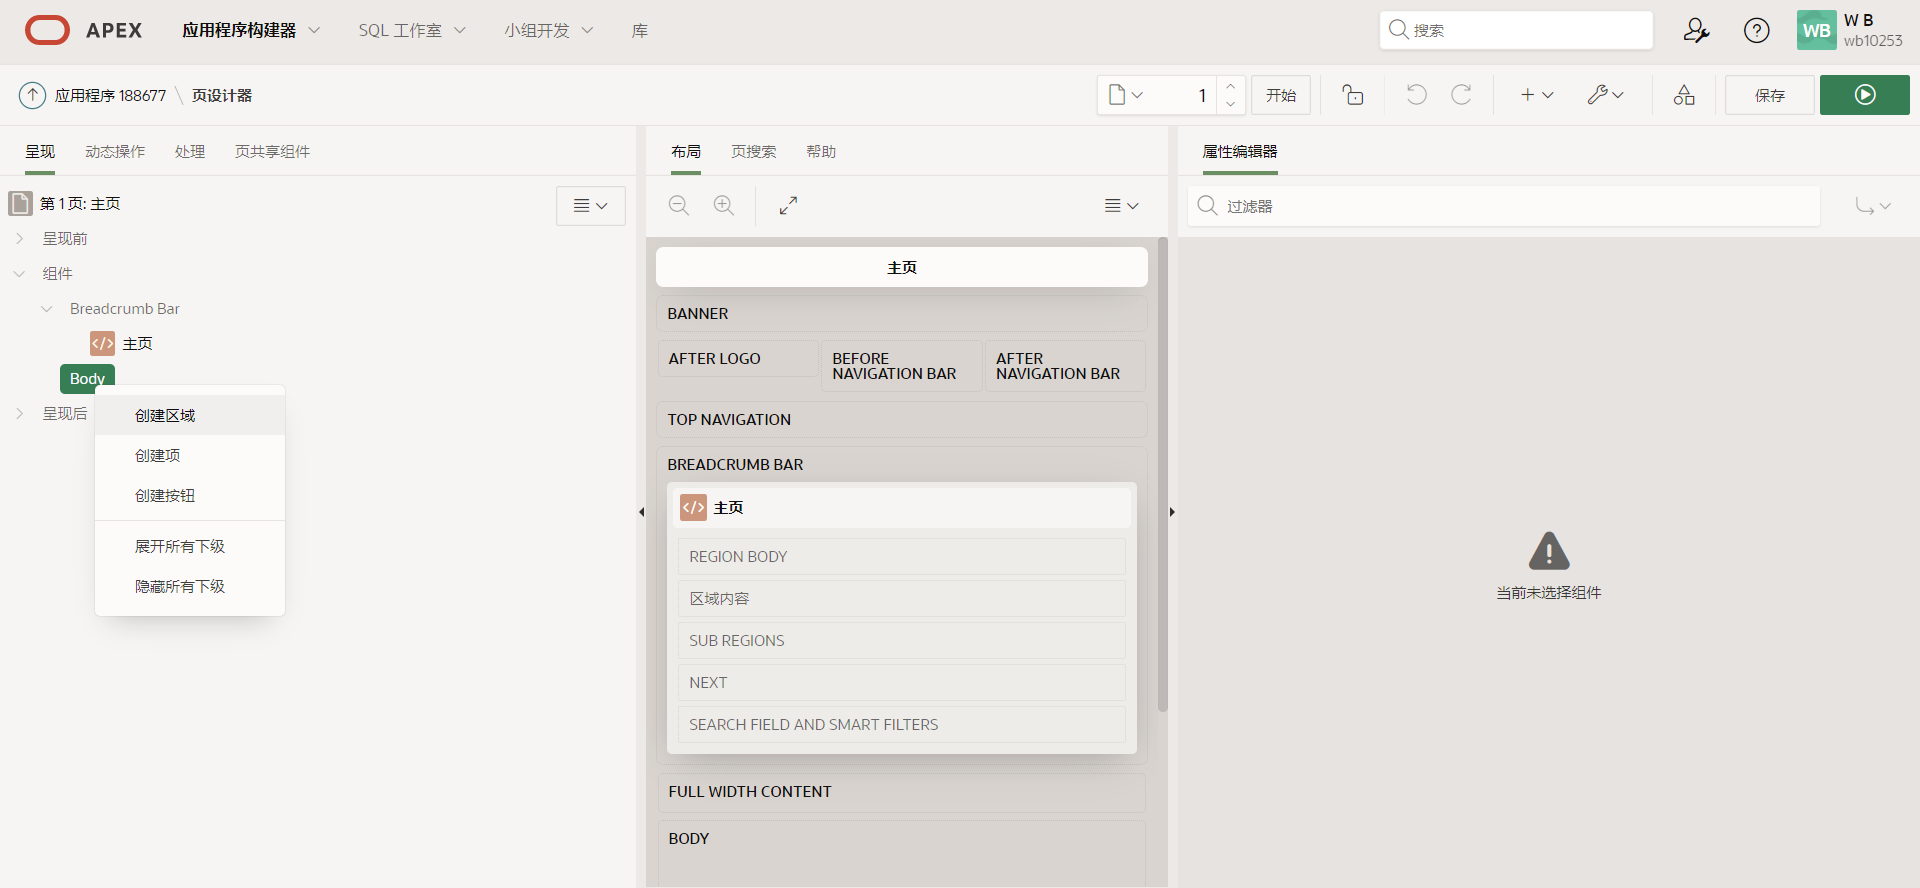 APEX
应用程序构建器
SQL 工作室
小组开发
库
搜索
WB
W B
wb10253
应用程序 188677
页设计器
1
开始
保存
呈现
动态操作
处理
页共享组件
第 1 页: 主页
呈现前
组件
Breadcrumb Bar
主页
Body
呈现后
创建区域
创建项
创建按钮
展开所有下级
隐藏所有下级
布局
页搜索
帮助
主页
BANNER
AFTER LOGO
BEFORE
NAVIGATION BAR
AFTER
NAVIGATION BAR
TOP NAVIGATION
BREADCRUMB BAR
主页
REGION BODY
区域内容
SUB REGIONS
NEXT
SEARCH FIELD AND SMART FILTERS
FULL WIDTH CONTENT
BODY
属性编辑器
过滤器
当前未选择组件